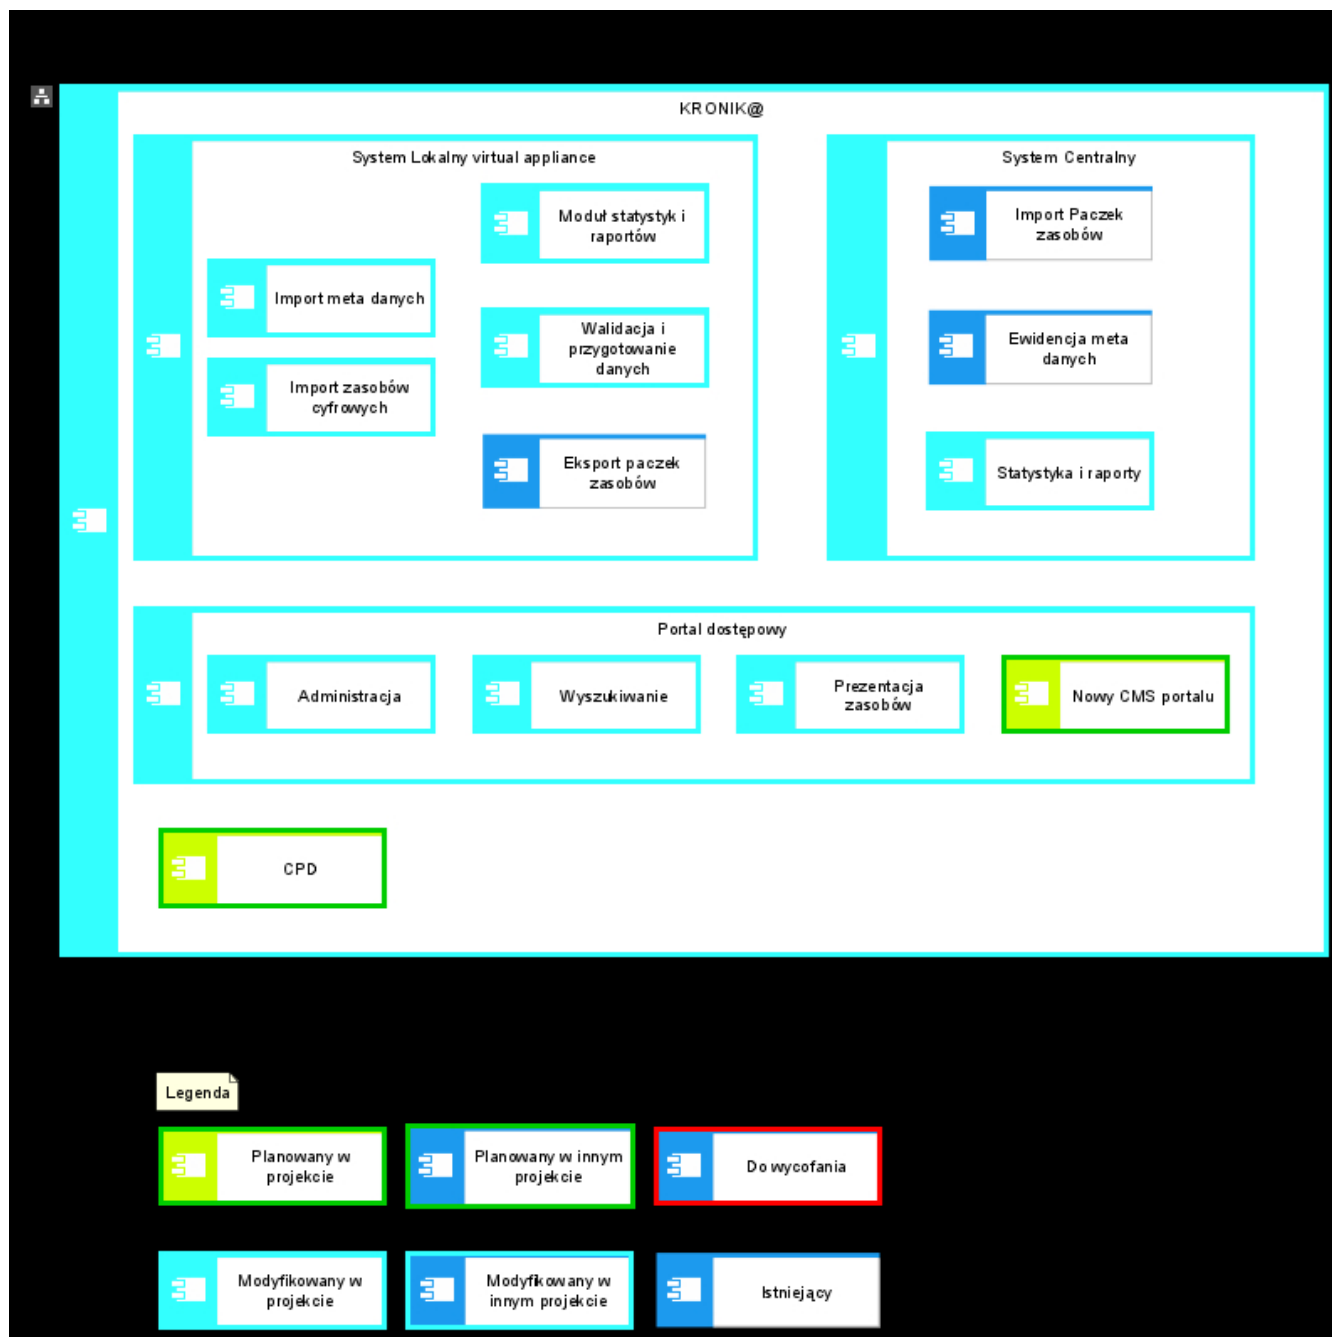 KRONIK@
System Lokalny virtual appliance
Moduł statystyk i
raportów
Import meta danych
Walidacja i
przygotowanie
danych
Import zasobów
cyfrowych
Eksport paczek
zasobów
System Centralny
Import Paczek
zasobów
Ewidencja meta
danych
Statystyka i raporty
Portal dostępowy
Administracja
Wyszukiwanie
Prezentacja
zasobów
Nowy CMS portalu
CPD
Legenda
Planowany w
projekcie
Planowany w innym
projekcie
Do wycofania
Modyfikowany w
projekcie
Modyfikowany w
innym projekcie
Istniejący